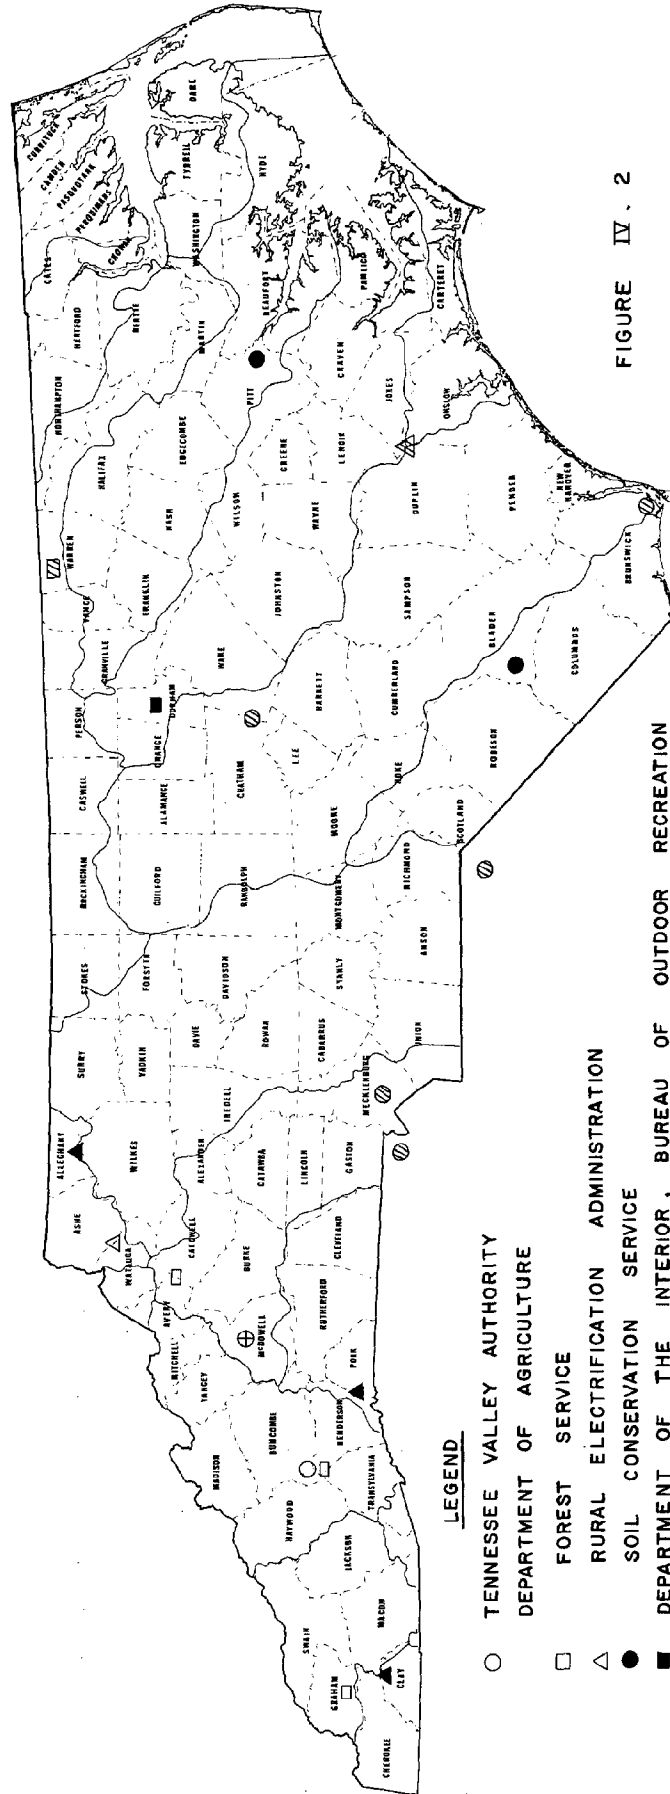 CURRITUCK
CAMDEN
PASQUOTANK
PERQUIMANS
CHOWAN
GATES
HERTFORD
BERTIE
NORTHAMPTON
HALIFAX
WARREN
VANCE
GRANVILLE
PERSON
CASWELL
ROCKINGHAM
STOKES
SURRY
ALLEGHANY
ASHE
WATAUGA
WILKES
YADKIN
FORSYTH
GUILFORD
ALAMANCE
ORANGE
DURHAM
FRANKLIN
NASH
EDGECOMBE
MARTIN
WASHINGTON
TYRRELL
DARE
HYDE
BEAUFORT
PITT
WILSON
WAKE
CHATHAM
RANDOLPH
DAVIDSON
DAVIE
IREDELL
ALEXANDER
CALDWELL
AVERY
MITCHELL
YANCEY
MADISON
BUNCOMBE
McDOWELL
BURKE
CATAWBA
ROWAN
JOHNSTON
GREENE
WAYNE
LENOIR
CRAVEN
PAMLICO
CARTERET
JONES
ONSLOW
DUPLIN
SAMPSON
HARNETT
LEE
MOORE
MONTGOMERY
STANLY
CABARRUS
LINCOLN
GASTON
CLEVELAND
RUTHERFORD
POLK
HENDERSON
TRANSYLVANIA
HAYWOOD
JACKSON
SWAIN
MACON
GRAHAM
CLAY
CHEROKEE
MECKLENBURG
UNION
ANSON
RICHMOND
SCOTLAND
HOKE
CUMBERLAND
ROBESON
BLADEN
COLUMBUS
BRUNSWICK
PENDER
NEW
HANOVER
FIGURE IV. 2
LEGEND
TENNESSEE VALLEY AUTHORITY
DEPARTMENT OF AGRICULTURE
FOREST SERVICE
RURAL ELECTRIFICATION ADMINISTRATION
SOIL CONSERVATION SERVICE
DEPARTMENT OF THE INTERIOR, BUREAU OF OUTDOOR RECREATION